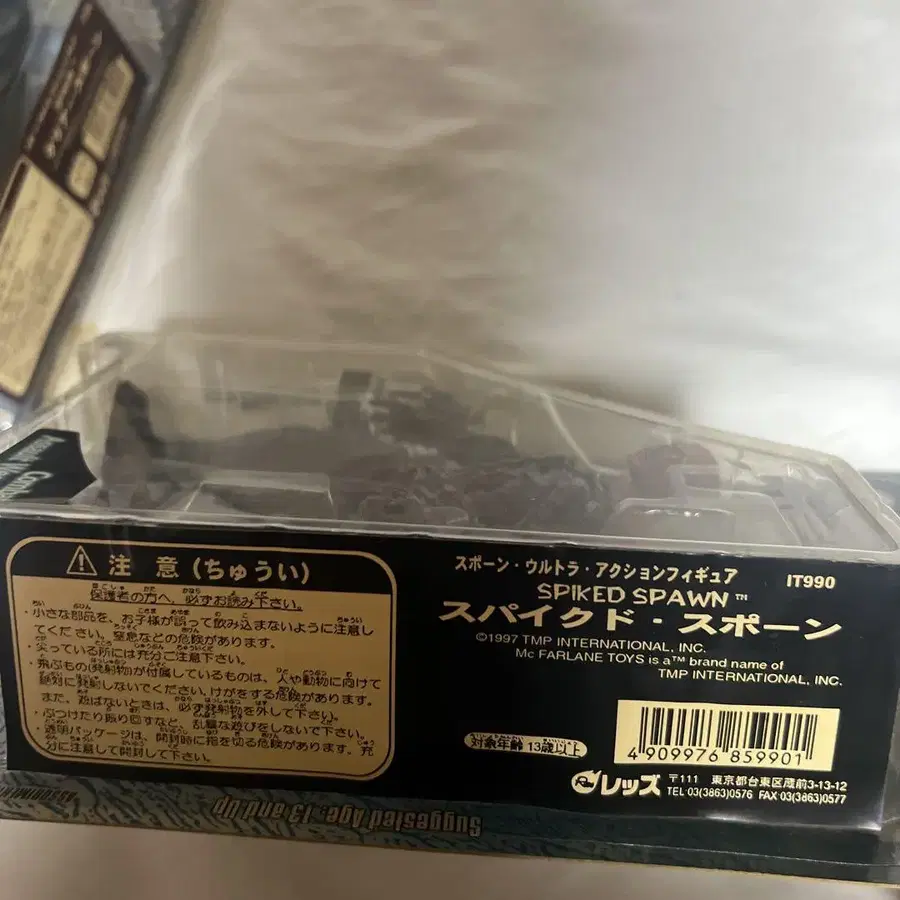 ⚠ 注意(ちゅうい)
保護者の方へ、必ずお読み下さい。
・小さな部品を、お子様が誤って飲み込まないように注意し
てください。窒息などの危険があります。
・尖っている所には充分ご注意下さい。
・飛ぶもの(発射物)が付属しているものは、人や動物に向けて
絶対に発射しないでください。けがをする危険があります。
また、遊ばないときは、必ず発射物を外して下さい。
・ぶつけたり振り回すなど、乱暴な遊びをしないで下さい。
・透明パッケージは、開封時に指を切る危険があります。充
分に注意して開封して下さい。
スポーン・ウルトラ・アクションフィギュア IT990
SPIKED SPAWN™
スパイクド・スポーン
©1997 TMP INTERNATIONAL, INC.
Mc FARLANE TOYS is a™ brand name of
TMP INTERNATIONAL, INC.
対象年齢 13歳以上
4 909976 859901
レッズ 〒111 東京都台東区蔵前3-13-12
TEL·03(3863)0576 FAX·03(3863)0577
Suggested Age: 13 and Up